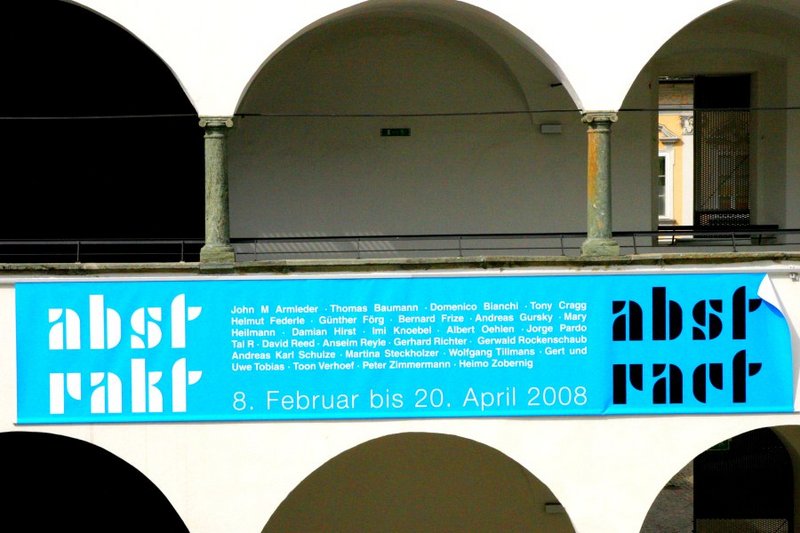 abst
rakt
John M Armleder · Thomas Baumann · Domenico Bianchi · Tony Cragg
Helmut Federle · Günther Förg · Bernard Frize · Andreas Gursky · Mary
Heilmann · Damian Hirst · Imi Knoebel · Albert Oehlen · Jorge Pardo
Tal R · David Reed · Anselm Reyle · Gerhard Richter · Gerwald Rockenschaub
Andreas Karl Schulze · Martina Steckholzer · Wolfgang Tillmans · Gert und
Uwe Tobias · Toon Verhoef · Peter Zimmermann · Heimo Zobernig
8. Februar bis 20. April 2008
abst
ract